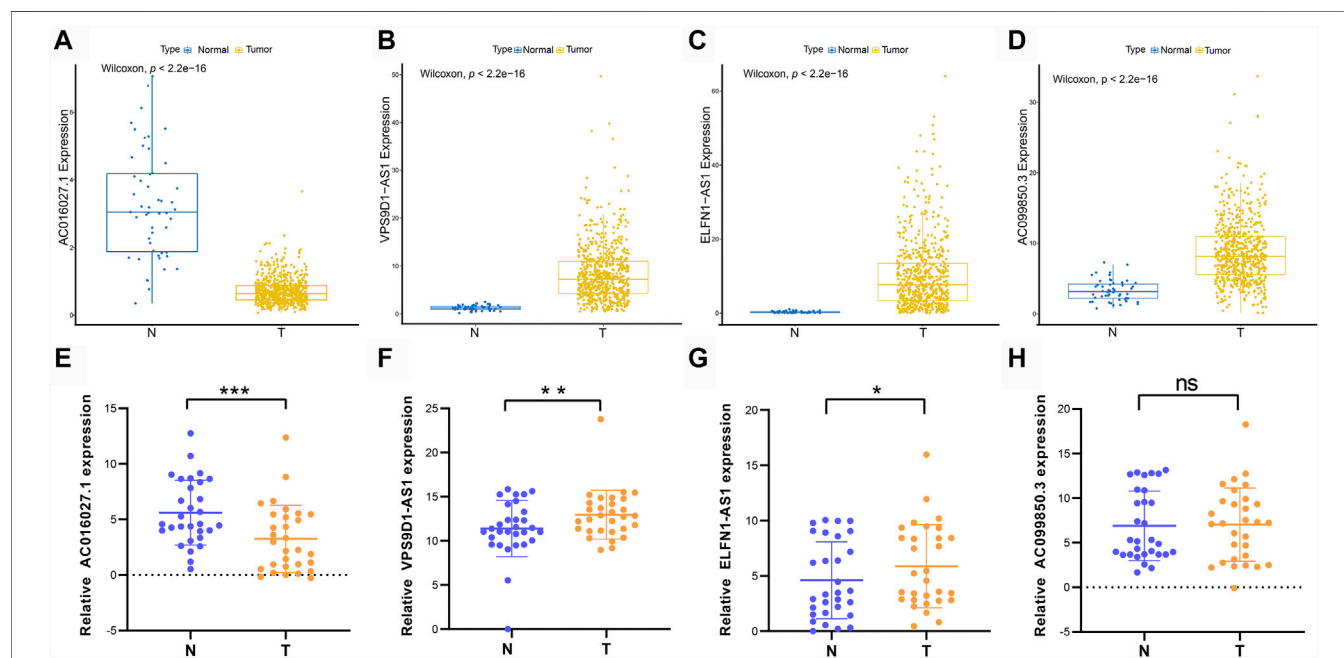 A
Type Normal Tumor
Wilcoxon, p < 2.2e−16
AC016027.1 Expression
6
4
2
0
N T
B
Type Normal Tumor
Wilcoxon, p < 2.2e−16
VPS9D1−AS1 Expression
50
40
30
20
10
0
N T
C
Type Normal Tumor
Wilcoxon, p < 2.2e−16
ELFN1−AS1 Expression
60
40
20
0
N T
D
Type Normal Tumor
Wilcoxon, p < 2.2e−16
AC099850.3 Expression
30
20
10
0
N T
E
***
Relative AC016027.1 expression
15
10
5
0
-5
N T
F
* *
Relative VPS9D1-AS1 expression
25
20
15
10
5
0
N T
G
*
Relative ELFN1-AS1 expression
20
15
10
5
0
N T
H
ns
Relative AC099850.3 expression
20
15
10
5
0
-5
N T